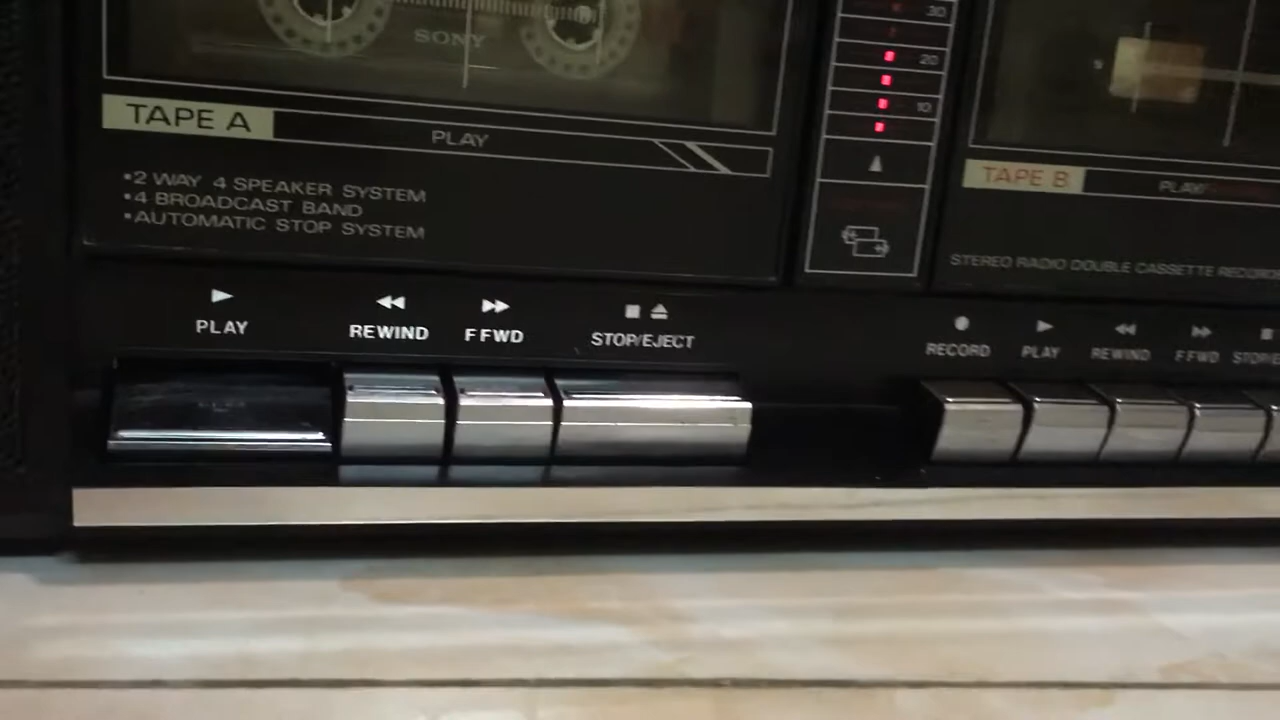 SONY
30
20
10
TAPE A
PLAY
•2 WAY 4 SPEAKER SYSTEM
•4 BROADCAST BAND
•AUTOMATIC STOP SYSTEM
TAPE B
PLAY
STEREO RADIO DOUBLE CASSETTE
PLAY
REWIND
F FWD
STOP/EJECT
RECORD
PLAY
REWIND
F FWD